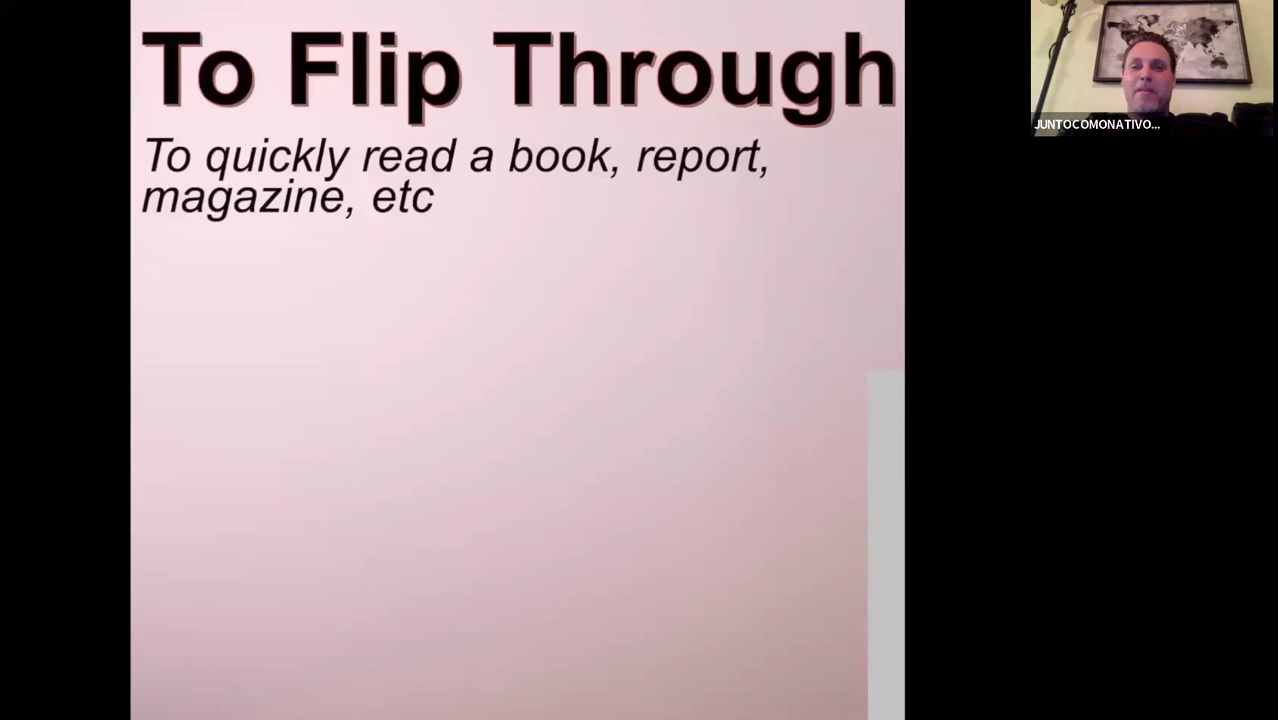 To Flip Through
To quickly read a book, report,
magazine, etc
JUNTOCOMONATIVO...